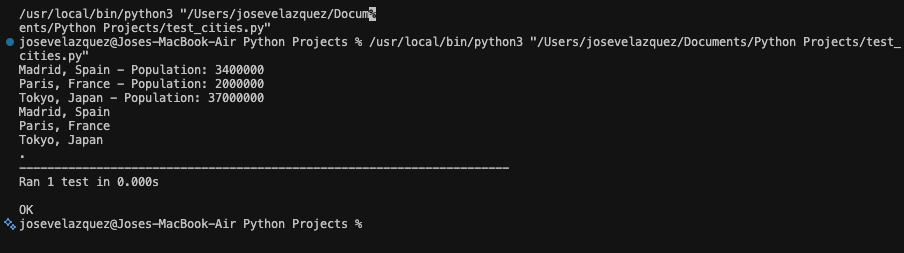 /usr/local/bin/python3 "/Users/josevelazquez/Docum%
ents/Python Projects/test_cities.py"
josevelazquez@Joses-MacBook-Air Python Projects % /usr/local/bin/python3 "/Users/josevelazquez/Documents/Python Projects/test_
cities.py"
Madrid, Spain - Population: 3400000
Paris, France - Population: 2000000
Tokyo, Japan - Population: 37000000
Madrid, Spain
Paris, France
Tokyo, Japan
.
----------------------------------------------------------------------
Ran 1 test in 0.000s
OK
josevelazquez@Joses-MacBook-Air Python Projects %